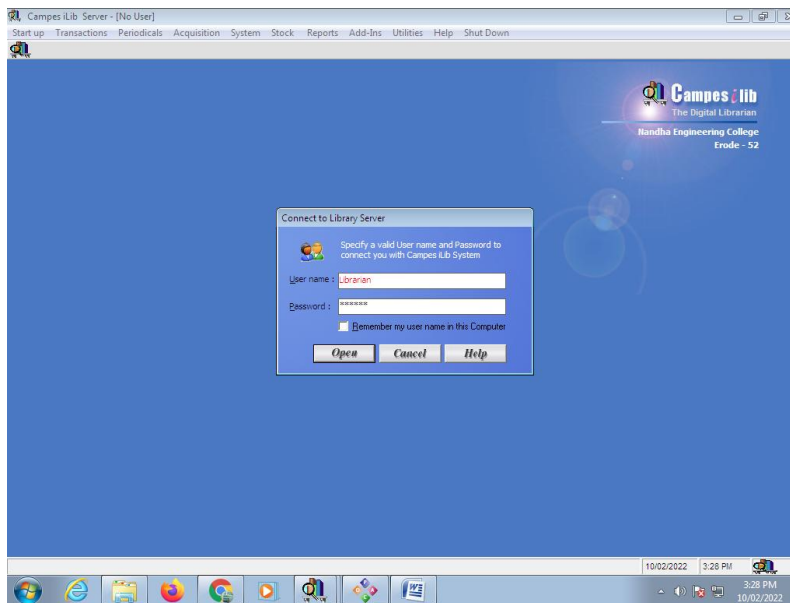 Campes iLib Server - [No User]
Start up Transactions Periodicals Acquisition System Stock Reports Add-Ins Utilities Help Shut Down
Campes iLib
The Digital Librarian
Nandha Engineering College
Erode - 52
Connect to Library Server
Specify a valid User name and Password to
connect you with Campes iLib System
User name : Librarian
Password : ******
Remember my user name in this Computer
Open Cancel Help
10/02/2022 3:28 PM
3:28 PM
10/02/2022